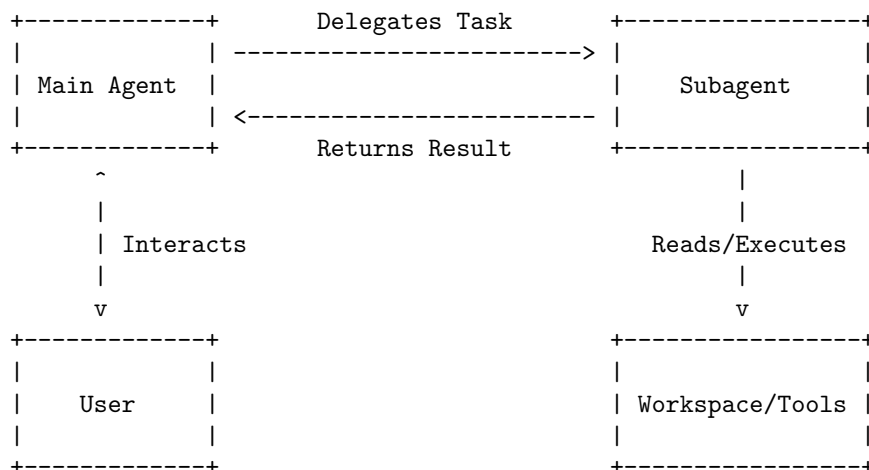 Delegates Task
Main Agent
Subagent
Returns Result
Interacts
Reads/Executes
User
Workspace/Tools